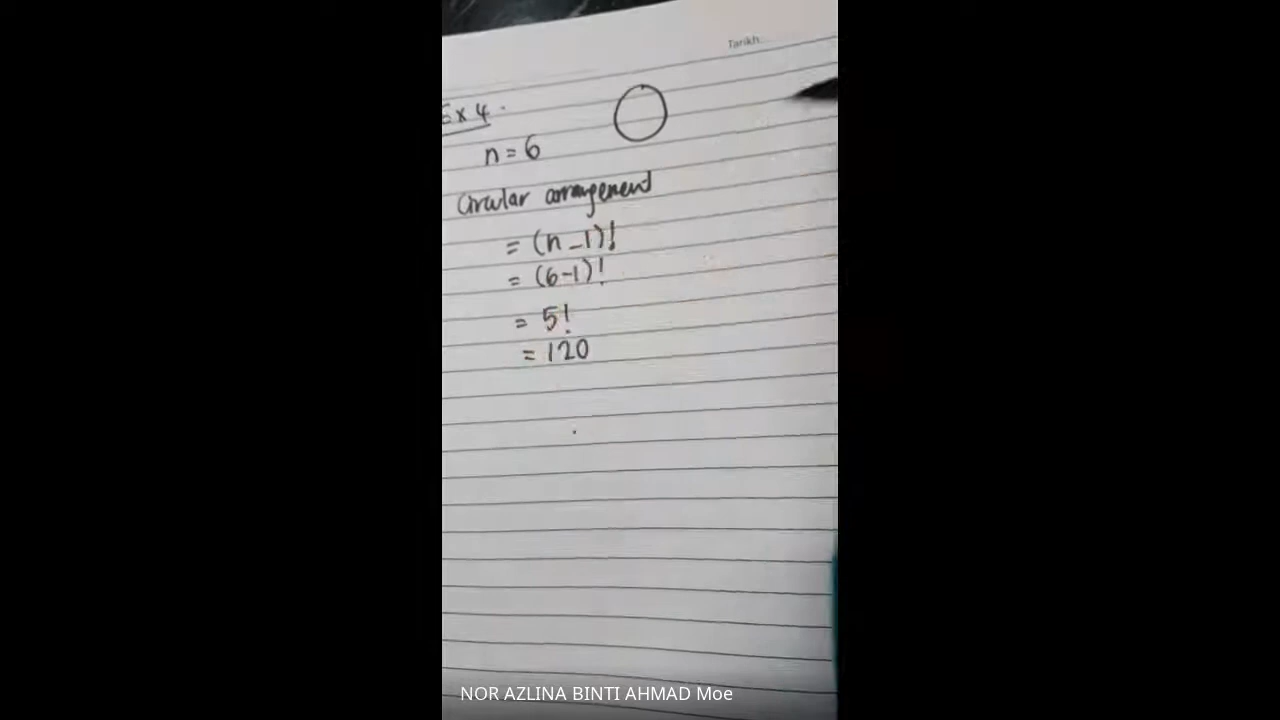 Tarikh
Ex 4.
n = 6
Circular arrangement
= (n-1)!
= (6-1)!
= 5!
= 120
NOR AZLINA BINTI AHMAD Moe